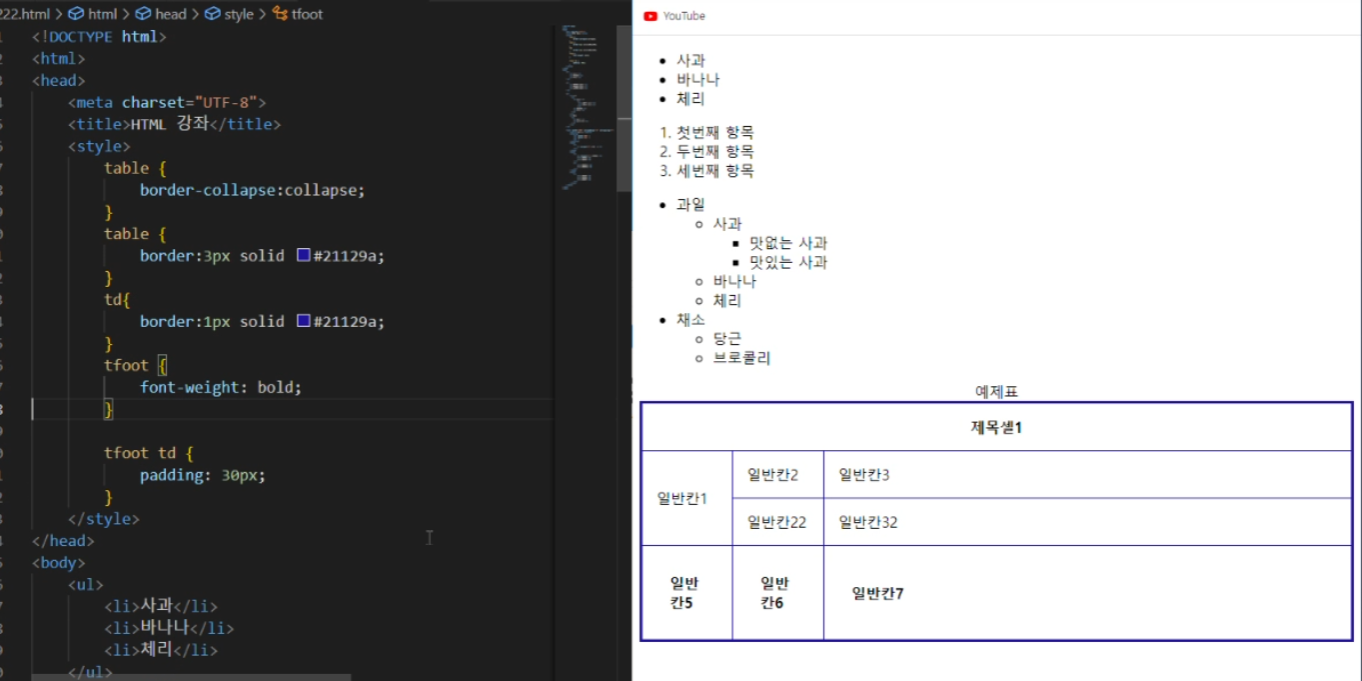 222.html > html > head > style > tfoot
<!DOCTYPE html>
<html>
<head>
<meta charset="UTF-8">
<title>HTML 강좌</title>
<style>
table {
border-collapse:collapse;
}
table {
border:3px solid #21129a;
}
td{
border:1px solid #21129a;
}
tfoot {
font-weight: bold;
}
tfoot td {
padding: 30px;
}
</style>
</head>
<body>
<ul>
<li>사과</li>
<li>바나나</li>
<li>체리</li>
</ul>
YouTube
• 사과
• 바나나
• 체리
1. 첫번째 항목
2. 두번째 항목
3. 세번째 항목
• 과일
○ 사과
▪ 맛없는 사과
▪ 맛있는 사과
○ 바나나
○ 체리
• 채소
○ 당근
○ 브로콜리
예제표
제목셀1
일반칸1
일반칸2 일반칸3
일반칸22 일반칸32
일반
칸5
일반
칸6
일반칸7